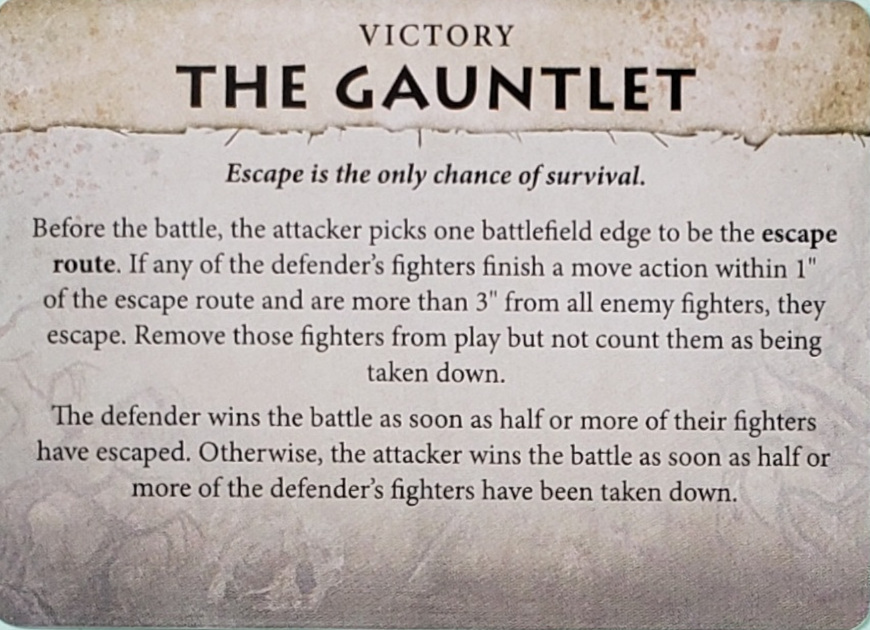 VICTORY
THE GAUNTLET
Escape is the only chance of survival.
Before the battle, the attacker picks one battlefield edge to be the escape
route. If any of the defender's fighters finish a move action within 1"
of the escape route and are more than 3" from all enemy fighters, they
escape. Remove those fighters from play but not count them as being
taken down.
The defender wins the battle as soon as half or more of their fighters
have escaped. Otherwise, the attacker wins the battle as soon as half or
more of the defender's fighters have been taken down.